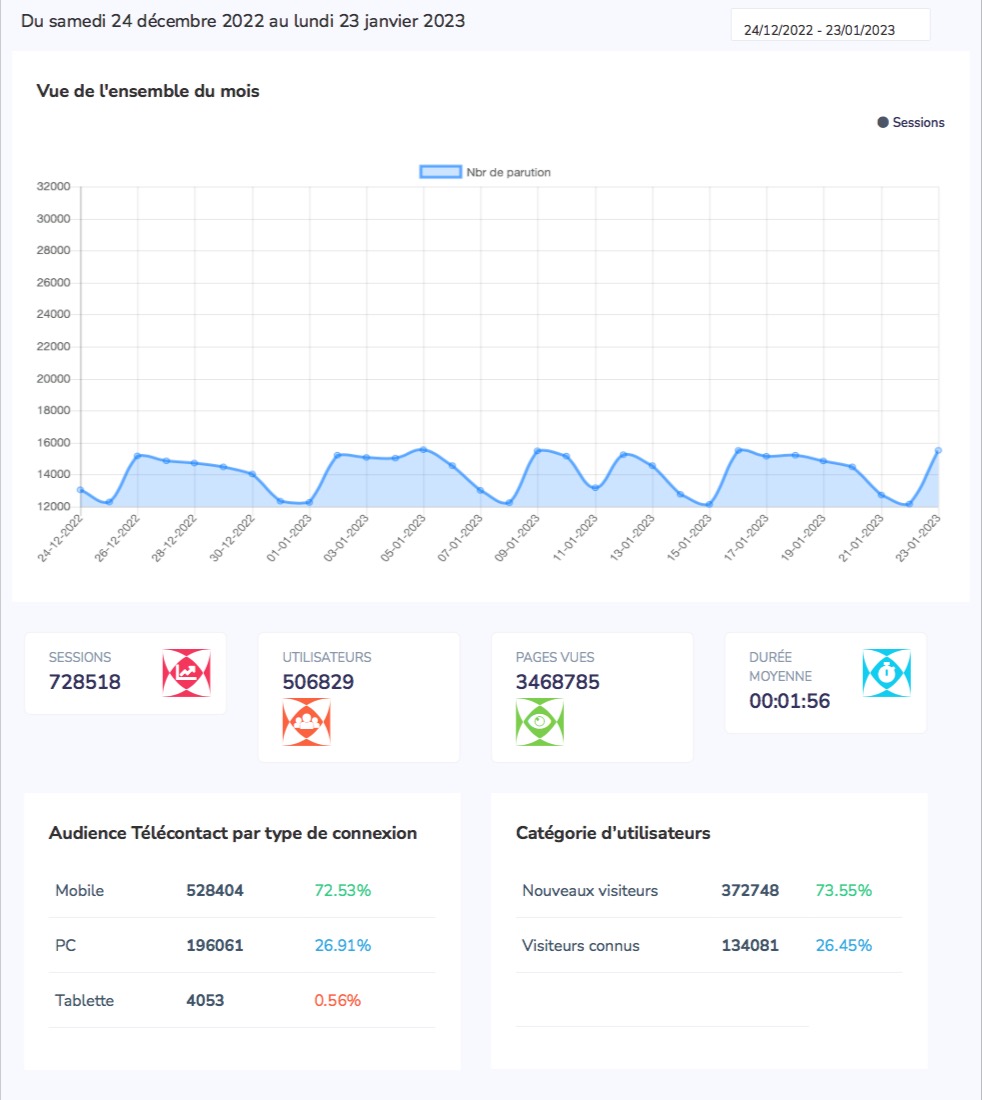 Du samedi 24 décembre 2022 au lundi 23 janvier 2023
24/12/2022 - 23/01/2023
Vue de l'ensemble du mois
Sessions
Nbr de parution
32000
30000
28000
26000
24000
22000
20000
18000
16000
14000
12000
24-12-2022
26-12-2022
28-12-2022
30-12-2022
01-01-2023
03-01-2023
05-01-2023
07-01-2023
09-01-2023
11-01-2023
13-01-2023
15-01-2023
17-01-2023
19-01-2023
21-01-2023
23-01-2023
SESSIONS
728518
UTILISATEURS
506829
PAGES VUES
3468785
DURÉE
MOYENNE
00:01:56
Audience Télécontact par type de connexion
Mobile 528404 72.53%
PC 196061 26.91%
Tablette 4053 0.56%
Catégorie d'utilisateurs
Nouveaux visiteurs 372748 73.55%
Visiteurs connus 134081 26.45%